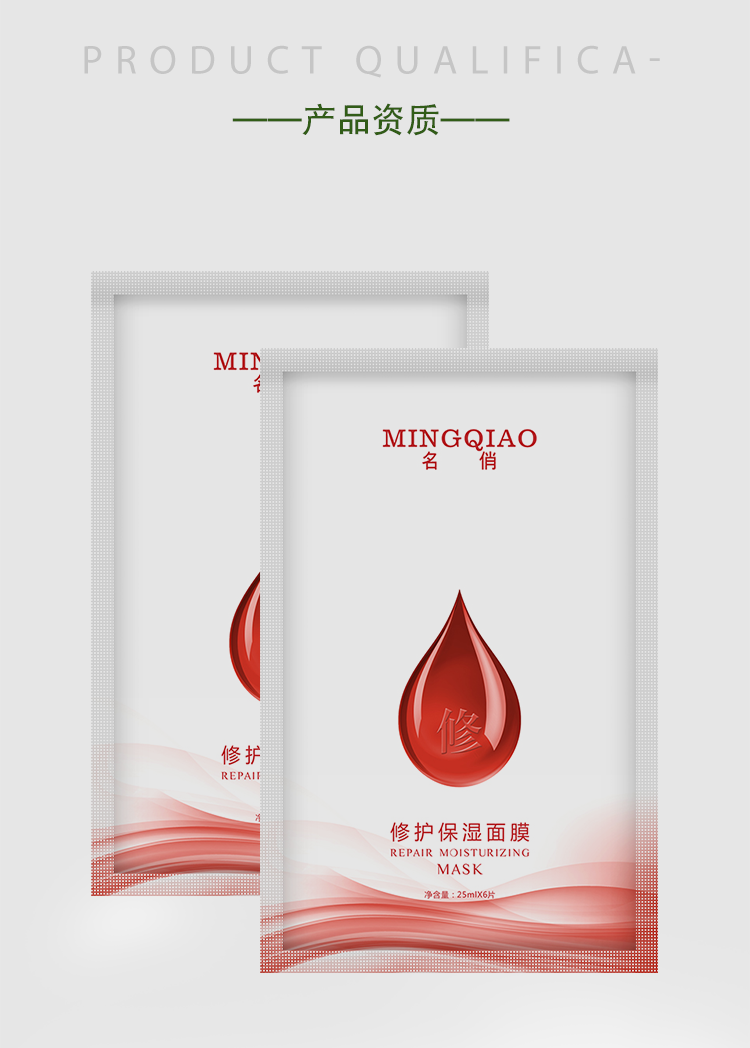 PRODUCT QUALIFICA-
——产品资质——
MIN
MINGQIAO
名 俏
修
修护
REPAIR
修护保湿面膜
REPAIR MOISTURIZING
MASK
净含量：25mlX6片